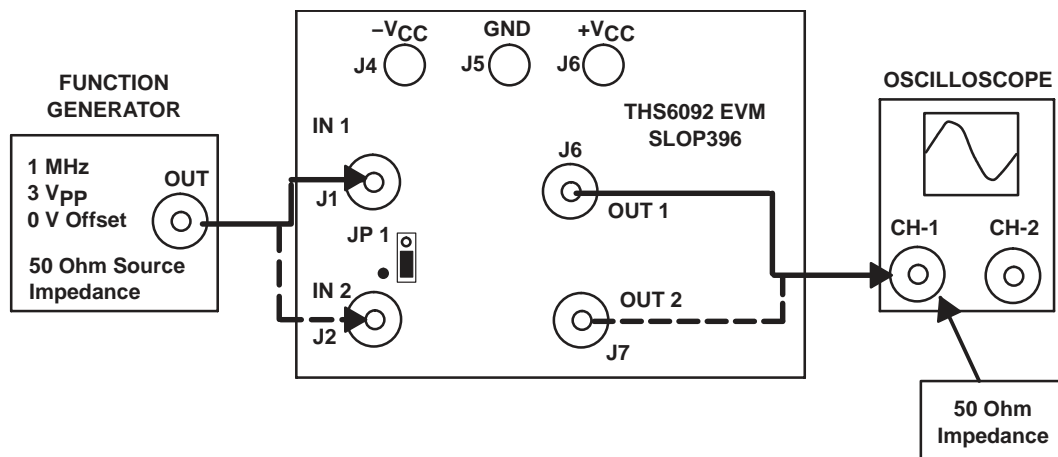 –VCC
GND
+VCC
J4
J5
J6
FUNCTION
GENERATOR
1 MHz
3 VPP
0 V Offset
OUT
50 Ohm Source
Impedance
IN 1
J1
JP 1
IN 2
J2
THS6092 EVM
SLOP396
J6
OUT 1
OUT 2
J7
OSCILLOSCOPE
CH-1
CH-2
50 Ohm
Impedance